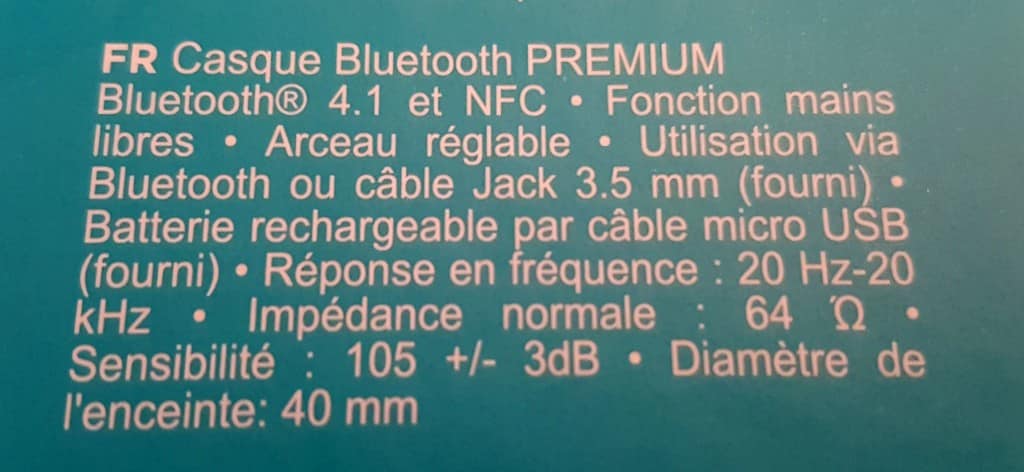 FR Casque Bluetooth PREMIUM
Bluetooth® 4.1 et NFC • Fonction mains
libres • Arceau réglable • Utilisation via
Bluetooth ou câble Jack 3.5 mm (fourni) •
Batterie rechargeable par câble micro USB
(fourni) • Réponse en fréquence : 20 Hz-20
kHz • Impédance normale : 64 Ω •
Sensibilité : 105 +/- 3dB • Diamètre de
l'enceinte: 40 mm